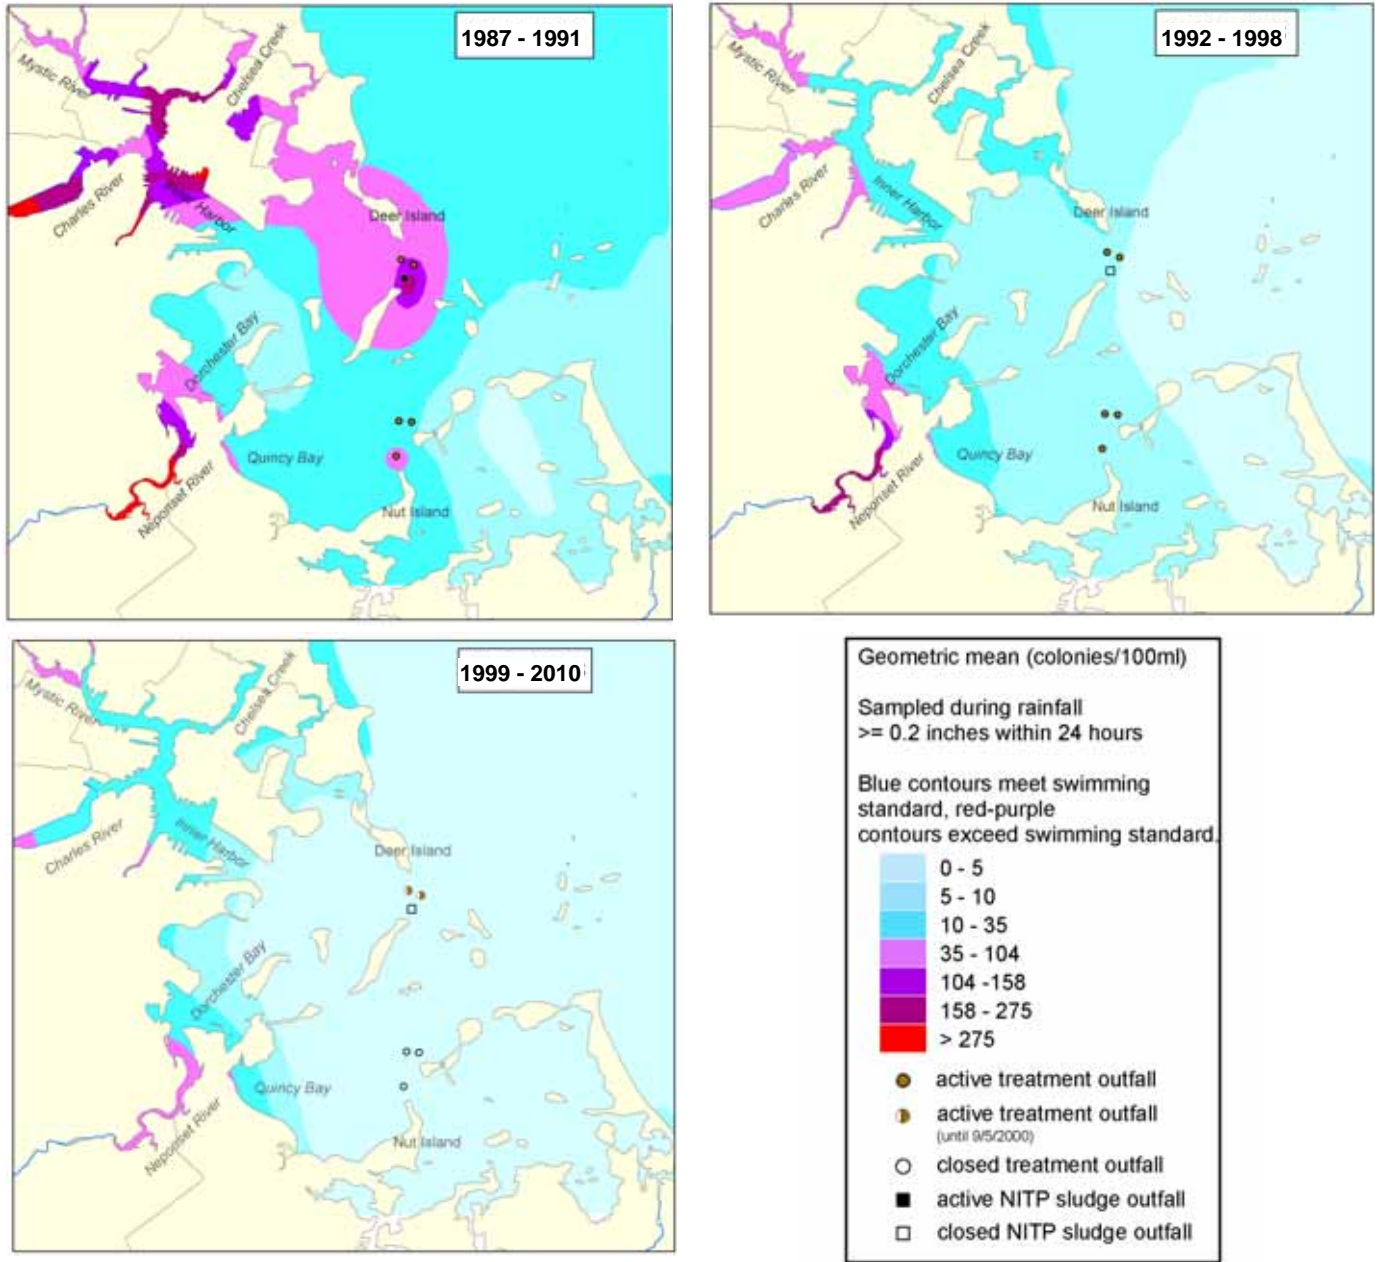 1987 - 1991
Mystic River
Chelsea Creek
Charles River
Harbor
Deer Island
Dorchester Bay
Quincy Bay
Neponset River
Nut Island
1992 - 1998
Mystic River
Chelsea Creek
Charles River
Inner Harbor
Deer Island
Dorchester Bay
Quincy Bay
Neponset River
Nut Island
1999 - 2010
Mystic River
Chelsea Creek
Charles River
Inner Harbor
Deer Island
Dorchester Bay
Quincy Bay
Neponset River
Nut Island
Geometric mean (colonies/100ml)
Sampled during rainfall
>= 0.2 inches within 24 hours
Blue contours meet swimming
standard, red-purple
contours exceed swimming standard.
0 - 5
5 - 10
10 - 35
35 - 104
104 -158
158 - 275
> 275
active treatment outfall
active treatment outfall
(until 9/5/2000)
closed treatment outfall
active NITP sludge outfall
closed NITP sludge outfall